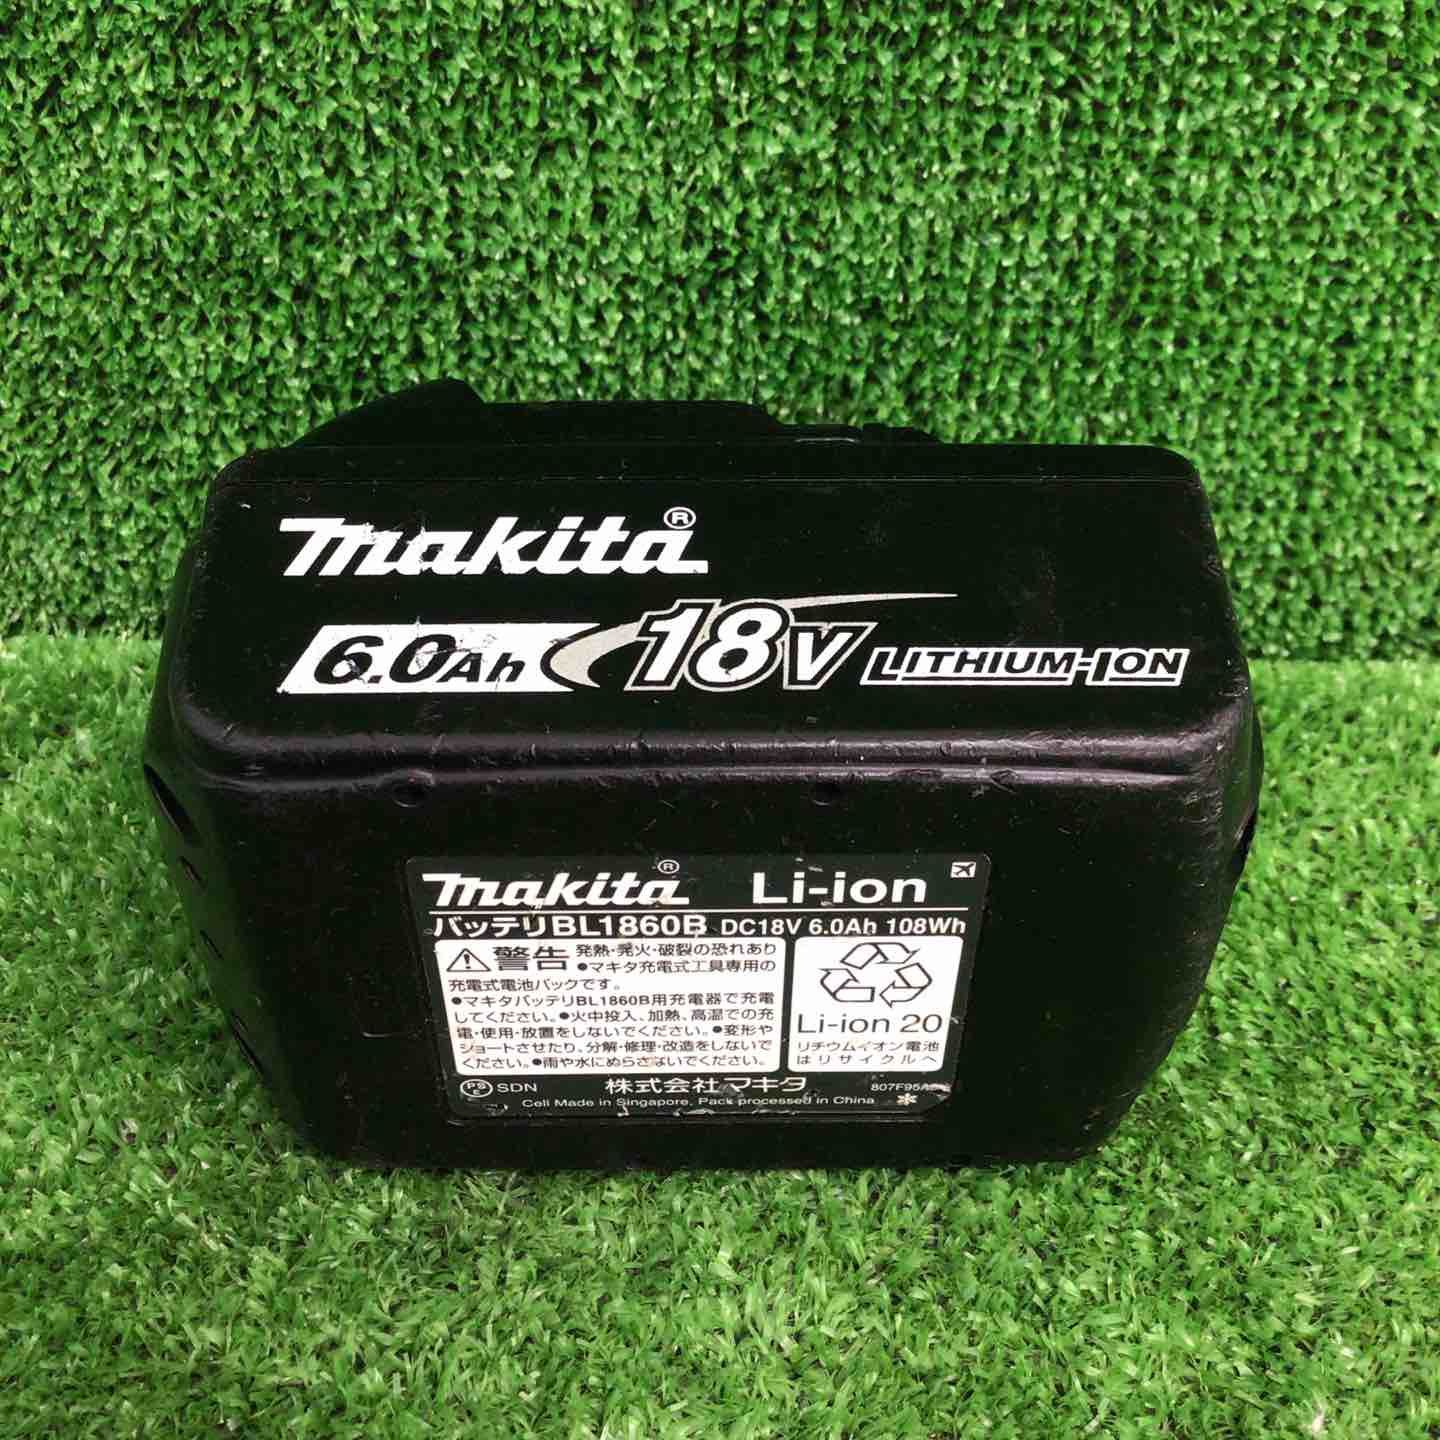 makita®
6.0Ah 18V LITHIUM-ION
makita® Li-ion
バッテリBL1860B DC18V 6.0Ah 108Wh
警告 発熱・発火・破裂の恐れあり
●マキタ充電式工具専用の
充電式電池パックです。
●マキタバッテリBL1860B用充電器で充電
してください。●火中投入、加熱、高温での充
電・使用・放置をしないでください。●変形や
ショートさせたり、分解・修理・改造をしないで
ください。●雨や水にぬらさないでください。
Li-ion 20
リチウムイオン電池
はリサイクルへ
PSE SDN 株式会社マキタ
Cell Made in Singapore, Pack processed in China